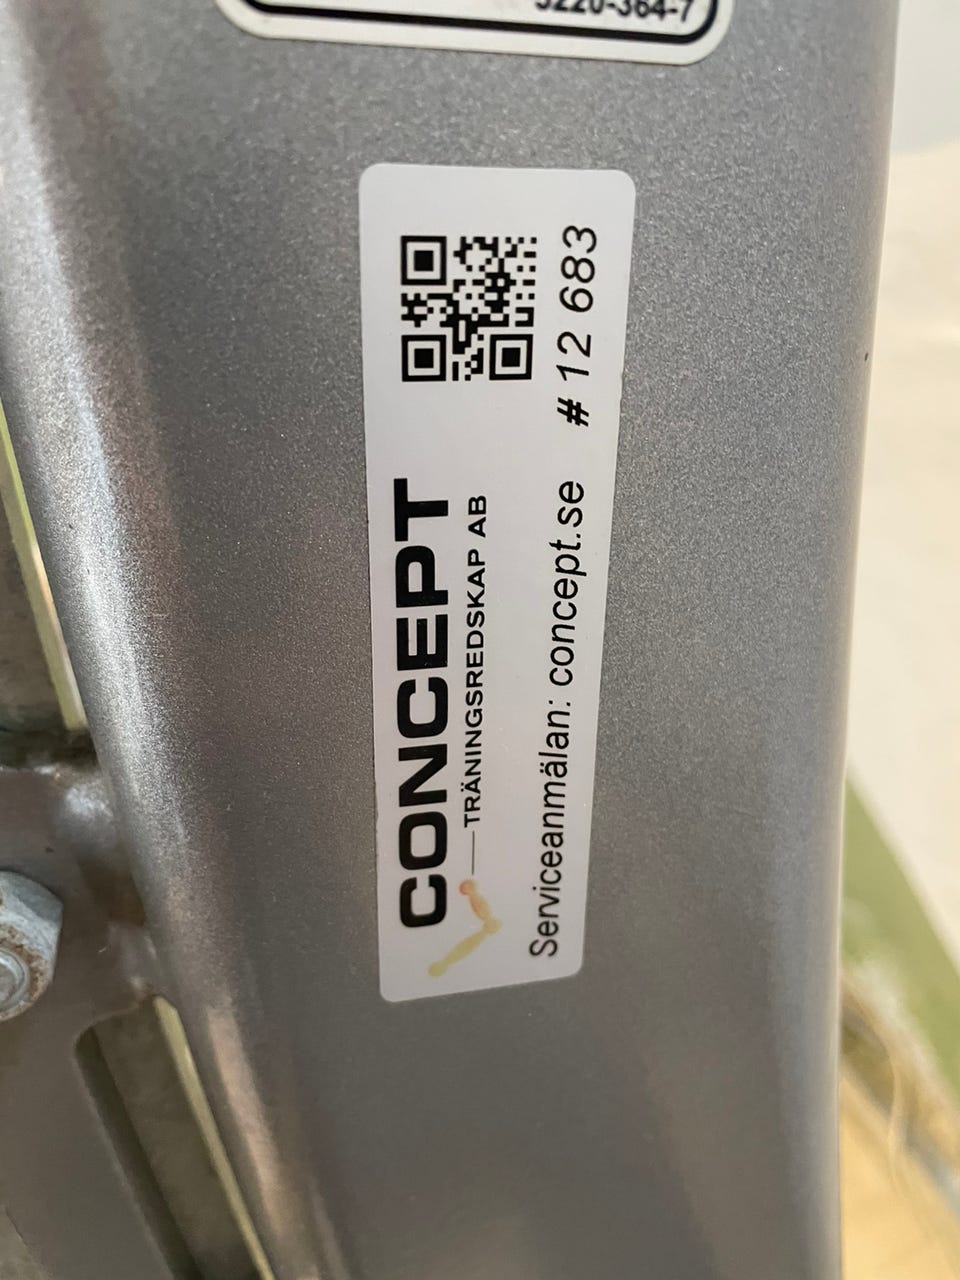 CONCEPT
TRÄNINGSREDSKAP AB
Serviceanmälan: concept.se # 12 683